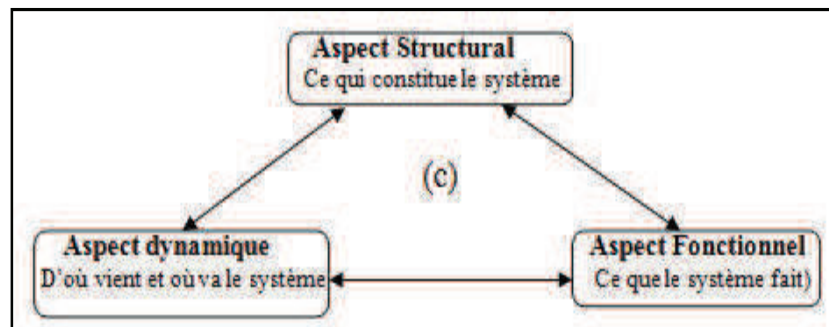 Aspect Structural
Ce qui constitue le système
(c)
Aspect dynamique
D'où vient et où va le système
Aspect Fonctionnel
Ce que le système fait)